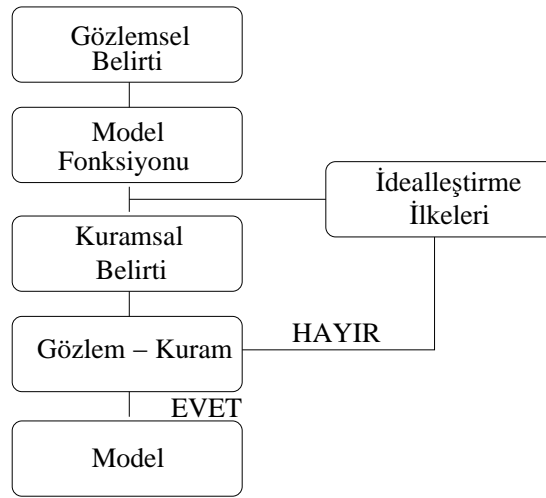 Gözlemsel
Belirti
Model
Fonksiyonu
İdealleştirme
İlkeleri
Kuramsal
Belirti
Gözlem – Kuram
HAYIR
EVET
Model